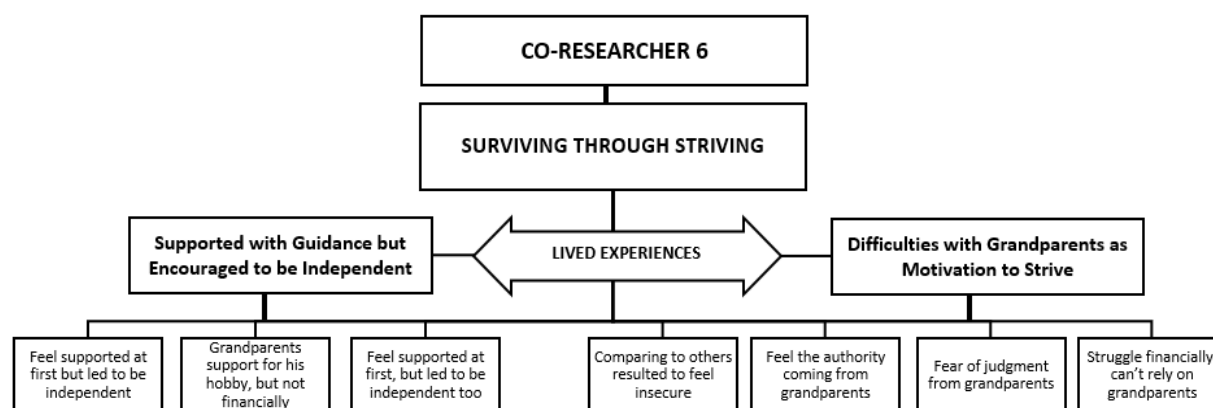 CO-RESEARCHER 6
SURVIVING THROUGH STRIVING
Supported with Guidance but
Encouraged to be Independent
LIVED EXPERIENCES
Difficulties with Grandparents as
Motivation to Strive
Feel supported at
first but led to be
independent
Grandparents
support for his
hobby, but not
financially
Feel supported at
first, but led to be
independent too
Comparing to others
resulted to feel
insecure
Feel the authority
coming from
grandparents
Fear of judgment
from grandparents
Struggle financially
can't rely on
grandparents